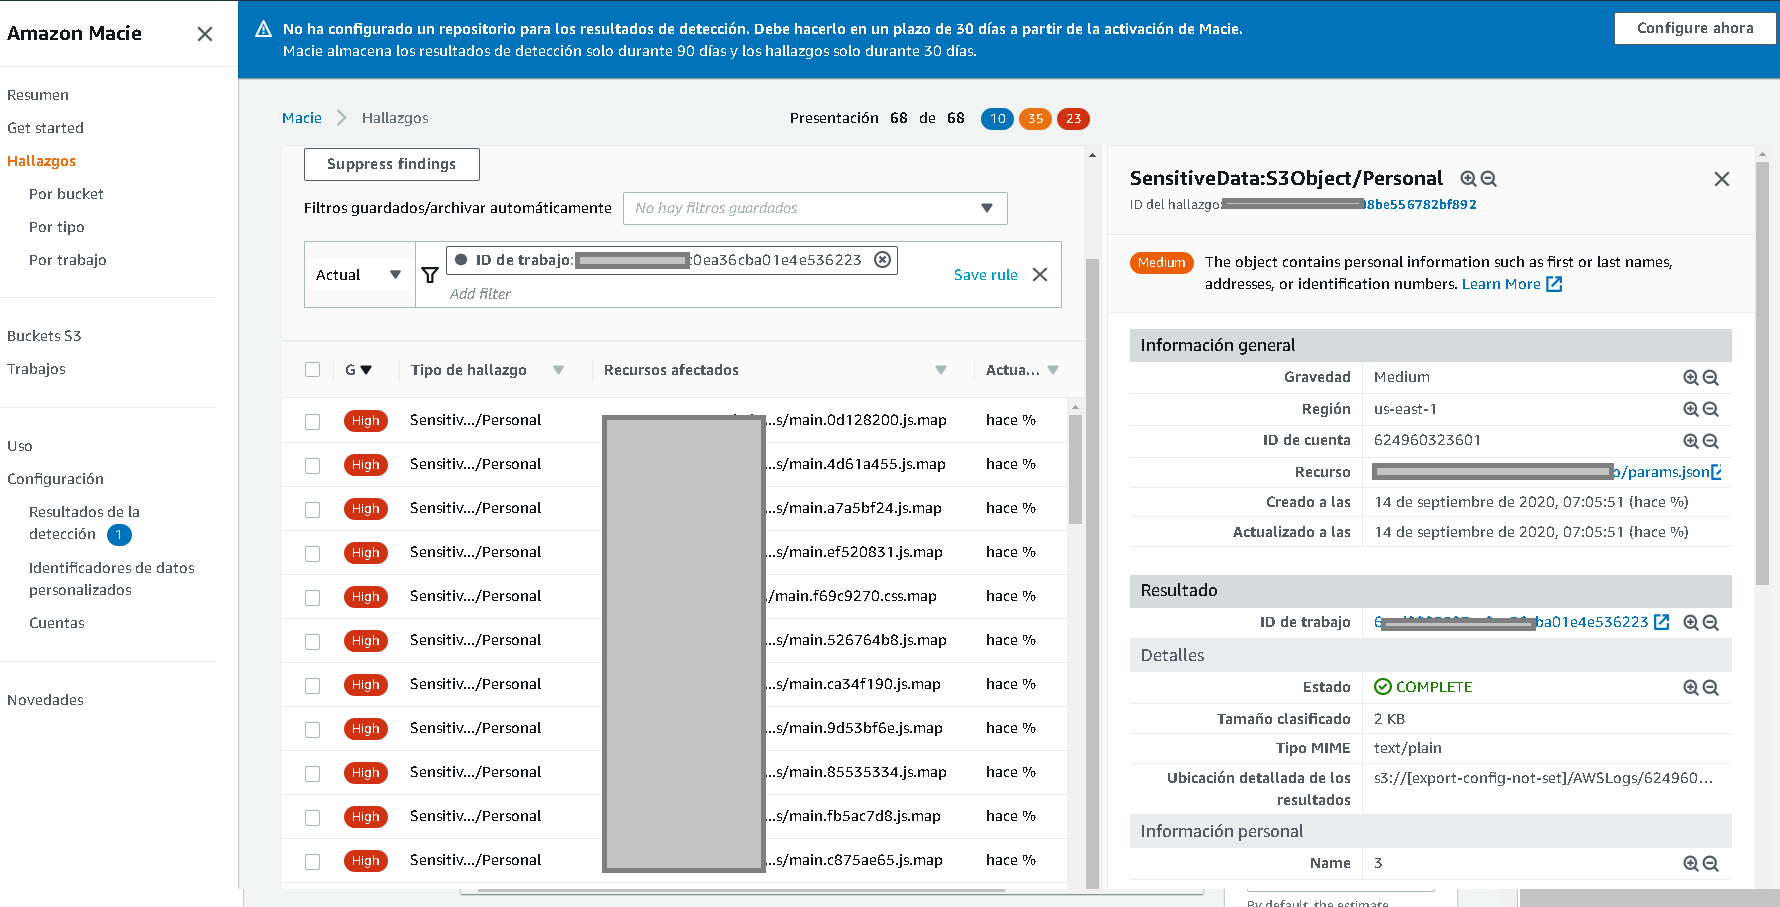 Amazon Macie
Resumen
Get started
Hallazgos
Por bucket
Por tipo
Por trabajo
Buckets S3
Trabajos
Uso
Configuración
Resultados de la
detección 1
Identificadores de datos
personalizados
Cuentas
Novedades
No ha configurado un repositorio para los resultados de detección. Debe hacerlo en un plazo de 30 días a partir de la activación de Macie.
Macie almacena los resultados de detección solo durante 90 días y los hallazgos solo durante 30 días.
Configure ahora
Macie Hallazgos
Presentación 68 de 68 10 35 23
Suppress findings
Filtros guardados/archivar automáticamente No hay filtros guardados
Actual ID de trabajo: 0ea36cba01e4e536223
Add filter
Save rule
G Tipo de hallazgo Recursos afectados Actua...
High Sensitiv.../Personal ...s/main.0d128200.js.map hace %
High Sensitiv.../Personal ...s/main.4d61a455.js.map hace %
High Sensitiv.../Personal ...s/main.a7a5bf24.js.map hace %
High Sensitiv.../Personal ...s/main.ef520831.js.map hace %
High Sensitiv.../Personal ./main.f69c9270.css.map hace %
High Sensitiv.../Personal ...s/main.526764b8.js.map hace %
High Sensitiv.../Personal ...s/main.ca34f190.js.map hace %
High Sensitiv.../Personal ...s/main.9d53bf6e.js.map hace %
High Sensitiv.../Personal ...s/main.85535334.js.map hace %
High Sensitiv.../Personal ...s/main.fb5ac7d8.js.map hace %
High Sensitiv.../Personal ...s/main.c875ae65.js.map hace %
SensitiveData:S3Object/Personal
ID del hallazgo: 8be556782bf892
Medium The object contains personal information such as first or last names,
addresses, or identification numbers. Learn More
Información general
Gravedad Medium
Región us-east-1
ID de cuenta 624960323601
Recurso o/params.json
Creado a las 14 de septiembre de 2020, 07:05:51 (hace %)
Actualizado a las 14 de septiembre de 2020, 07:05:51 (hace %)
Resultado
ID de trabajo ba01e4e536223
Detalles
Estado COMPLETE
Tamaño clasificado 2 KB
Tipo MIME text/plain
Ubicación detallada de los
resultados
s3://[export-config-not-set]/AWSLogs/624960...
Información personal
Name 3
By default, the estimate